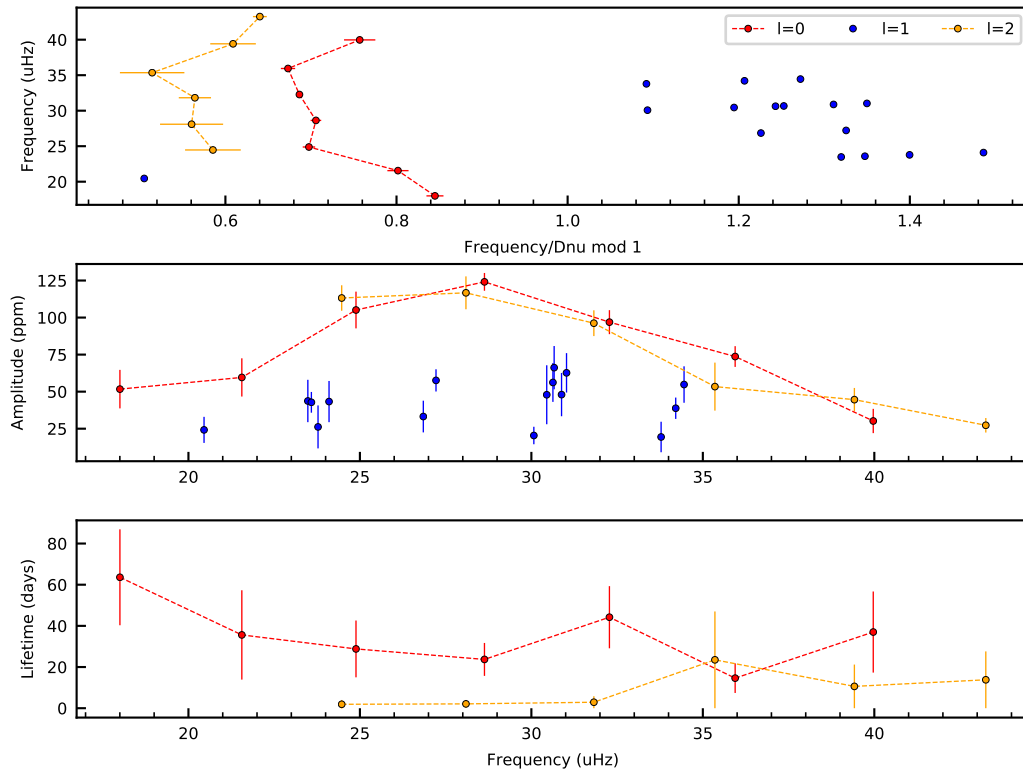 l=0 l=1 l=2
Frequency (uHz)
40
35
30
25
20
0.6 0.8 1.0 1.2 1.4
Frequency/Dnu mod 1
Amplitude (ppm)
125
100
75
50
25
20 25 30 35 40
Lifetime (days)
80
60
40
20
0
20 25 30 35 40
Frequency (uHz)